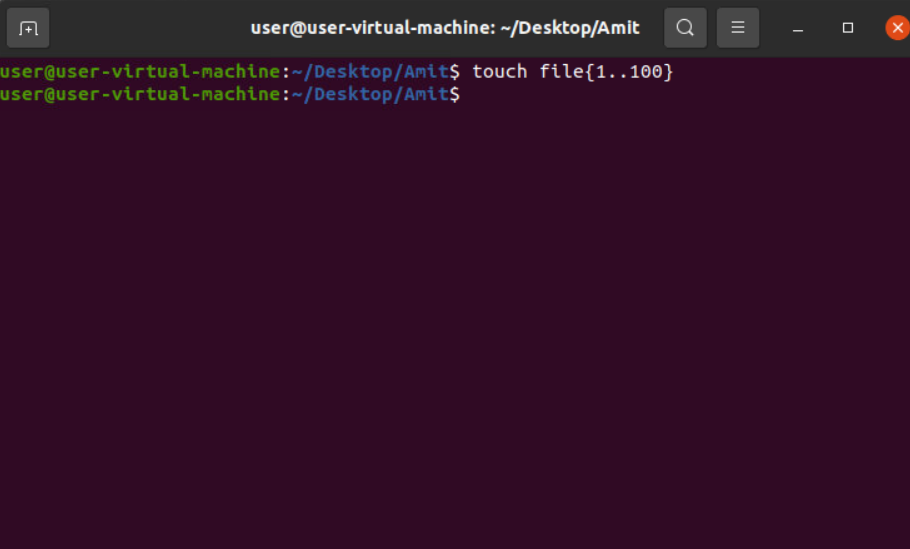 user@user-virtual-machine: ~/Desktop/Amit
user@user-virtual-machine:~/Desktop/Amit$ touch file{1..100}
user@user-virtual-machine:~/Desktop/Amit$